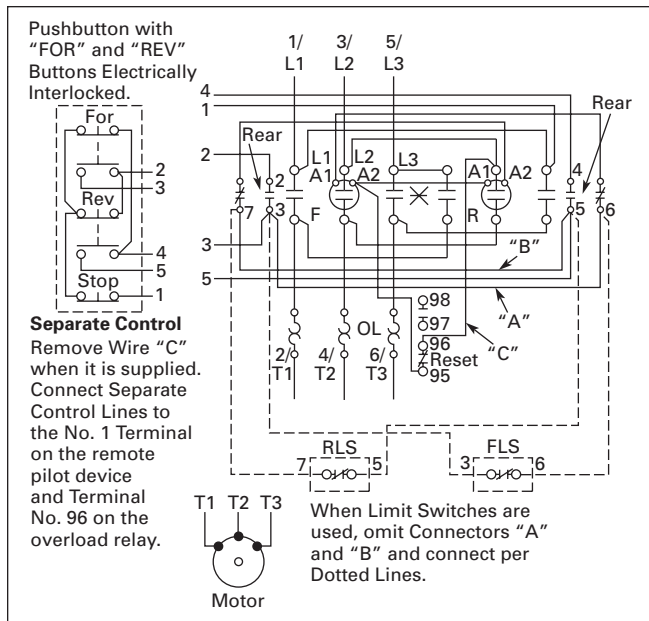 Pushbutton with
“FOR” and “REV”
Buttons Electrically
Interlocked.
For
2
3
Rev
4
5
Stop
1
Separate Control
Remove Wire “C”
when it is supplied.
Connect Separate
Control Lines to
the No. 1 Terminal
on the remote
pilot device
and Terminal
No. 96 on the
overload relay.
1/ 3/ 5/
L1 L2 L3
4
1
Rear
2
Rear
L1 L2 L3
A1 A2 A1 A2 4
2
7 3 F R 5 6
3
“B”
5
“A”
98
97
“C”
OL
96
Reset
95
2/ 4/ 6/
T1 T2 T3
RLS FLS
7 5 3 6
When Limit Switches are
used, omit Connectors “A”
and “B” and connect per
Dotted Lines.
T1 T2 T3
Motor